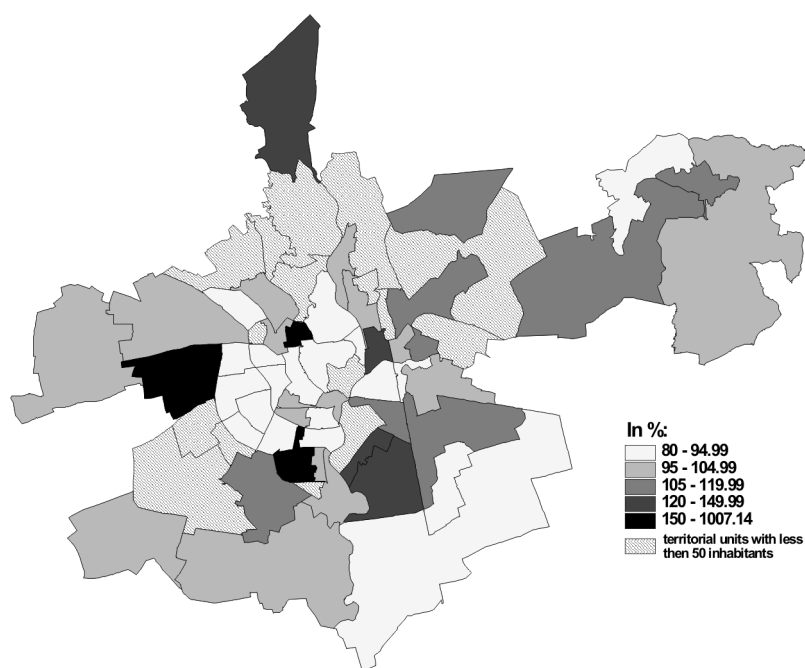 In %:
80 - 94.99
95 - 104.99
105 - 119.99
120 - 149.99
150 - 1007.14
territorial units with less
then 50 inhabitants